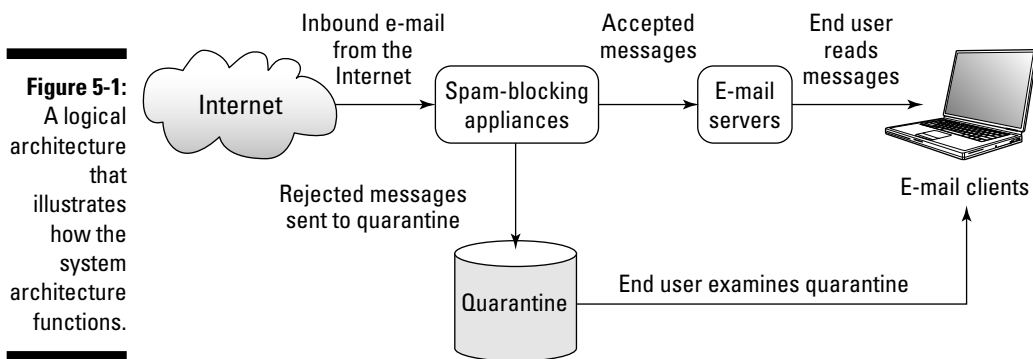 Figure 5-1:
A logical
architecture
that
illustrates
how the
system
architecture
functions.
Inbound e-mail
from the
Internet
Accepted
messages
End user
reads
messages
Internet
Spam-blocking
appliances
E-mail
servers
E-mail clients
Rejected messages
sent to quarantine
Quarantine
End user examines quarantine